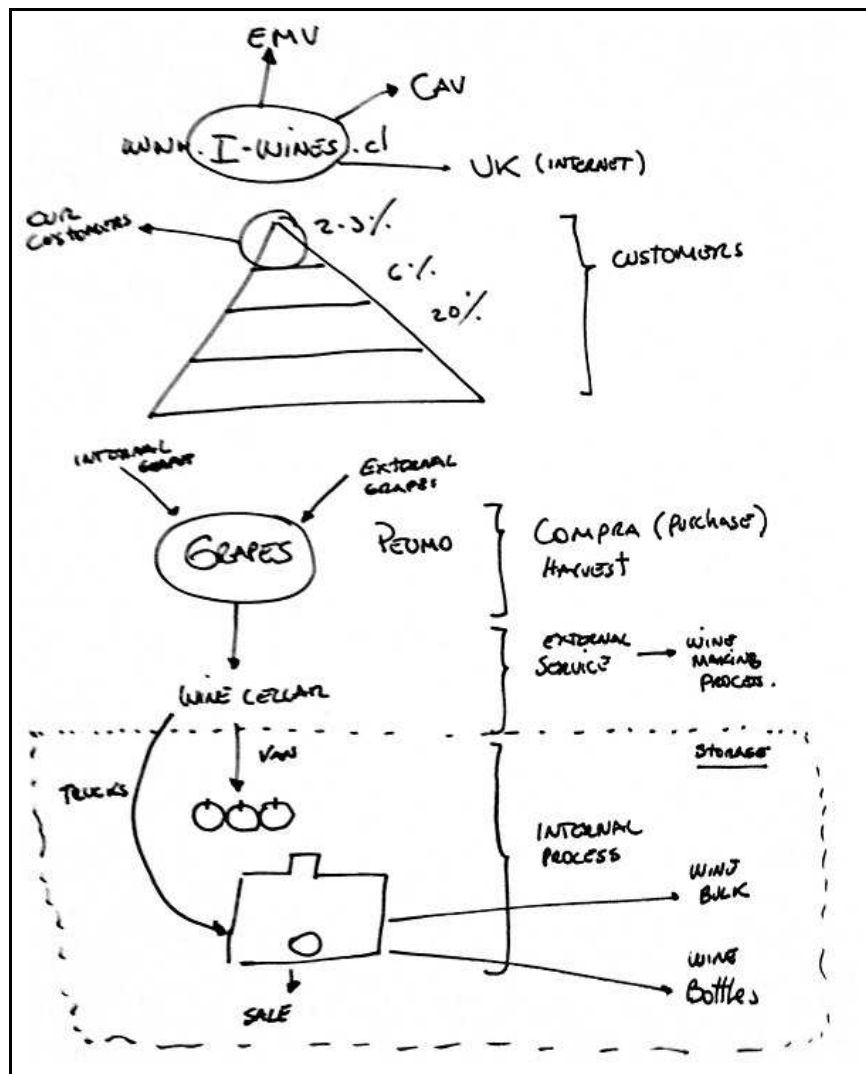 EMV
CAV
www.I-WINES.cl
UK (INTERNET)
OUR
CUSTOMERS
2-3%
6%
20%
CUSTOMERS
INTERNAL
GRAPES
EXTERNAL
GRAPES
GRAPES
PEUMO
COMPRA (PURCHASE)
HARVEST
EXTERNAL
SERVICE
WINE
MAKING
PROCESS.
WINE CELLAR
VAN
STORAGE
TRUCKS
INTERNAL
PROCESS
WINE
BULK
WINE
Bottles
SALE